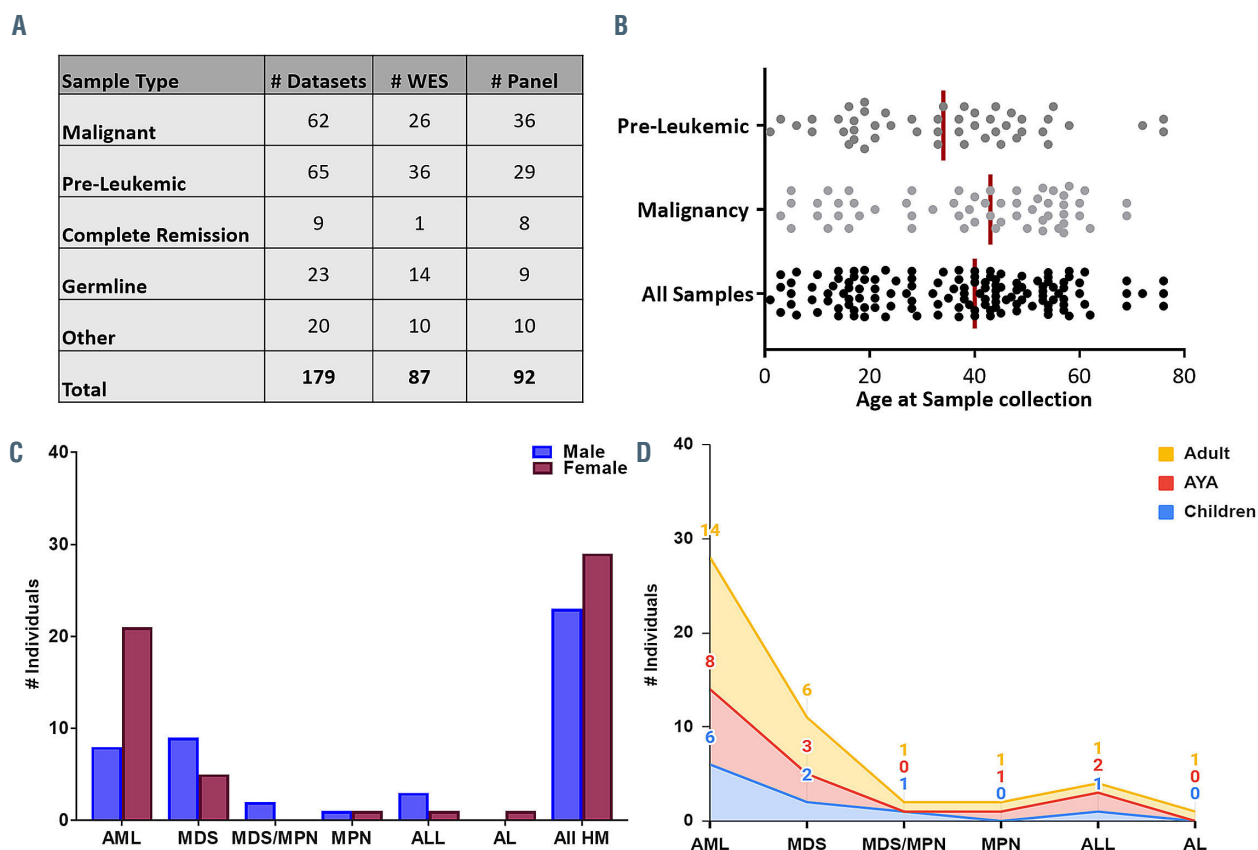 A
Sample Type # Datasets # WES # Panel
Malignant 62 26 36
Pre-Leukemic 65 36 29
Complete Remission 9 1 8
Germline 23 14 9
Other 20 10 10
Total 179 87 92
B
Pre-Leukemic
Malignancy
All Samples
0 20 40 60 80
Age at Sample collection
C
Male
Female
# Individuals
40
30
20
10
0
AML MDS MDS/MPN MPN ALL AL All HM
D
Adult
AYA
Children
# Individuals
40
30
20
10
0
14
8
6
6
3
2
1
0
1
1
1
0
1
2
1
1
0
0
AML MDS MDS/MPN MPN ALL AL